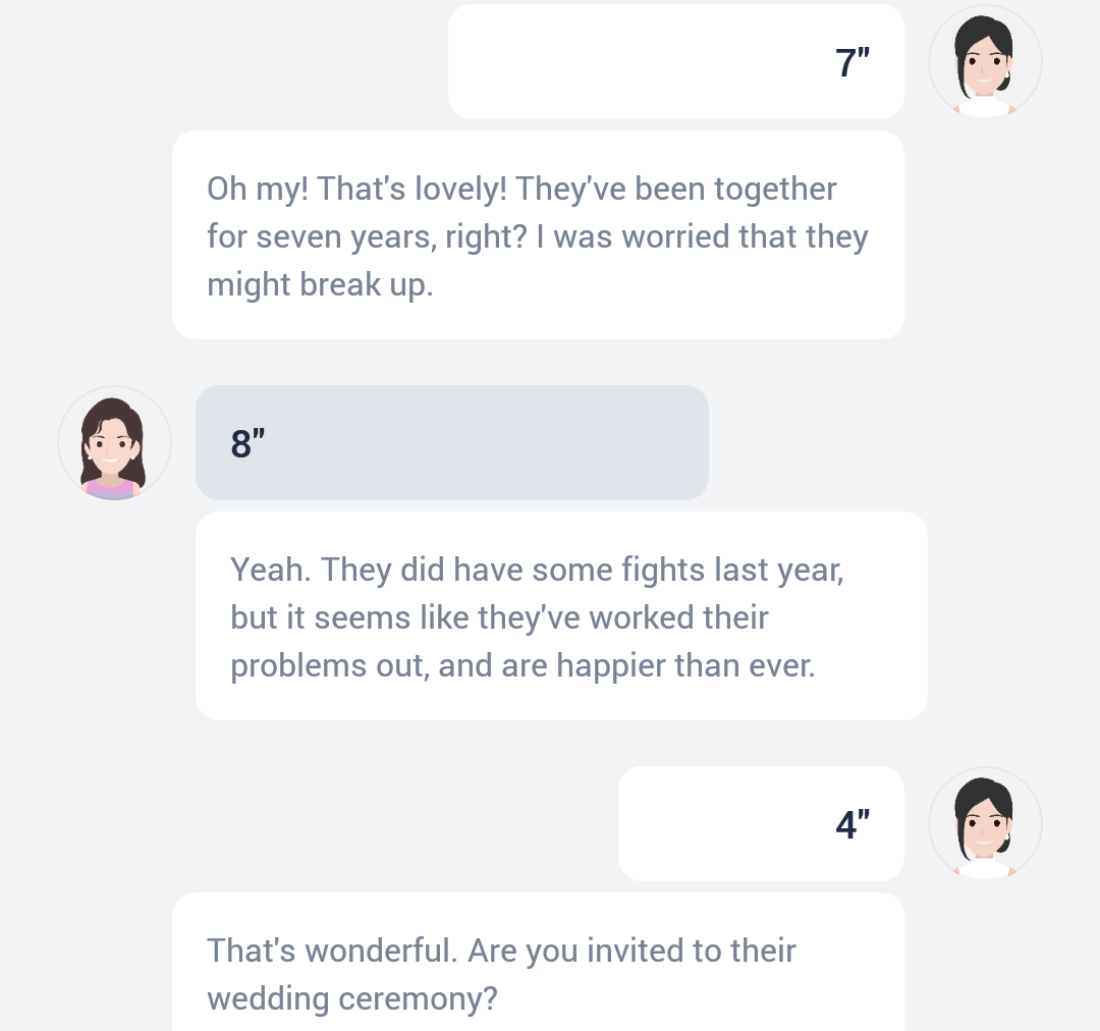 7"
Oh my! That's lovely! They've been together
for seven years, right? I was worried that they
might break up.
8"
Yeah. They did have some fights last year,
but it seems like they've worked their
problems out, and are happier than ever.
4"
That's wonderful. Are you invited to their
wedding ceremony?